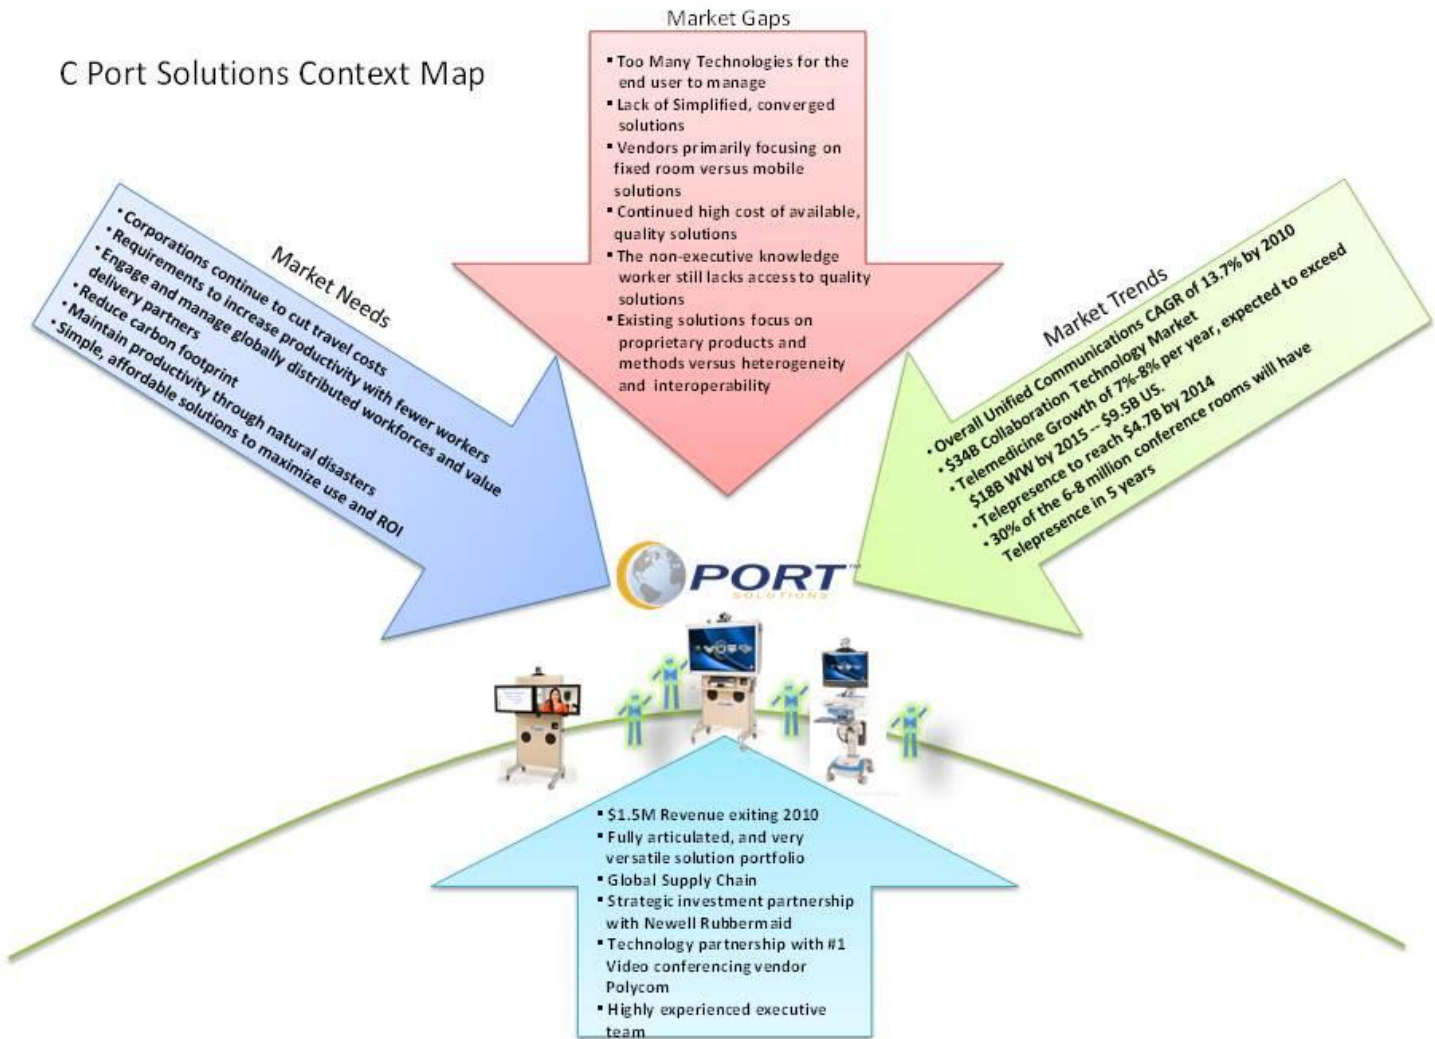 Market Gaps
C Port Solutions Context Map
▪ Too Many Technologies for the
end user to manage
▪ Lack of Simplified, converged
solutions
▪ Vendors primarily focusing on
fixed room versus mobile
solutions
▪ Continued high cost of available,
quality solutions
▪ The non-executive knowledge
worker still lacks access to quality
solutions
▪ Existing solutions focus on
proprietary products and
methods versus heterogeneity
and interoperability
Market Needs
• Corporations continue to cut travel costs
• Requirements to increase productivity with fewer workers
• Engage and manage globally distributed workforces and value
delivery partners
• Reduce carbon footprint
• Maintain productivity through natural disasters
• Simple, affordable solutions to maximize use and ROI
Market Trends
• Overall Unified Communications CAGR of 13.7% by 2010
• $34B Collaboration Technology Market
• Telemedicine Growth of 7%-8% per year, expected to exceed
$18B WW by 2015 -- $9.5B US.
• Telepresence to reach $4.7B by 2014
• 30% of the 6-8 million conference rooms will have
Telepresence in 5 years
PORT™
SOLUTIONS
▪ $1.5M Revenue exiting 2010
▪ Fully articulated, and very
versatile solution portfolio
▪ Global Supply Chain
▪ Strategic investment partnership
with Newell Rubbermaid
▪ Technology partnership with #1
Video conferencing vendor
Polycom
▪ Highly experienced executive
team